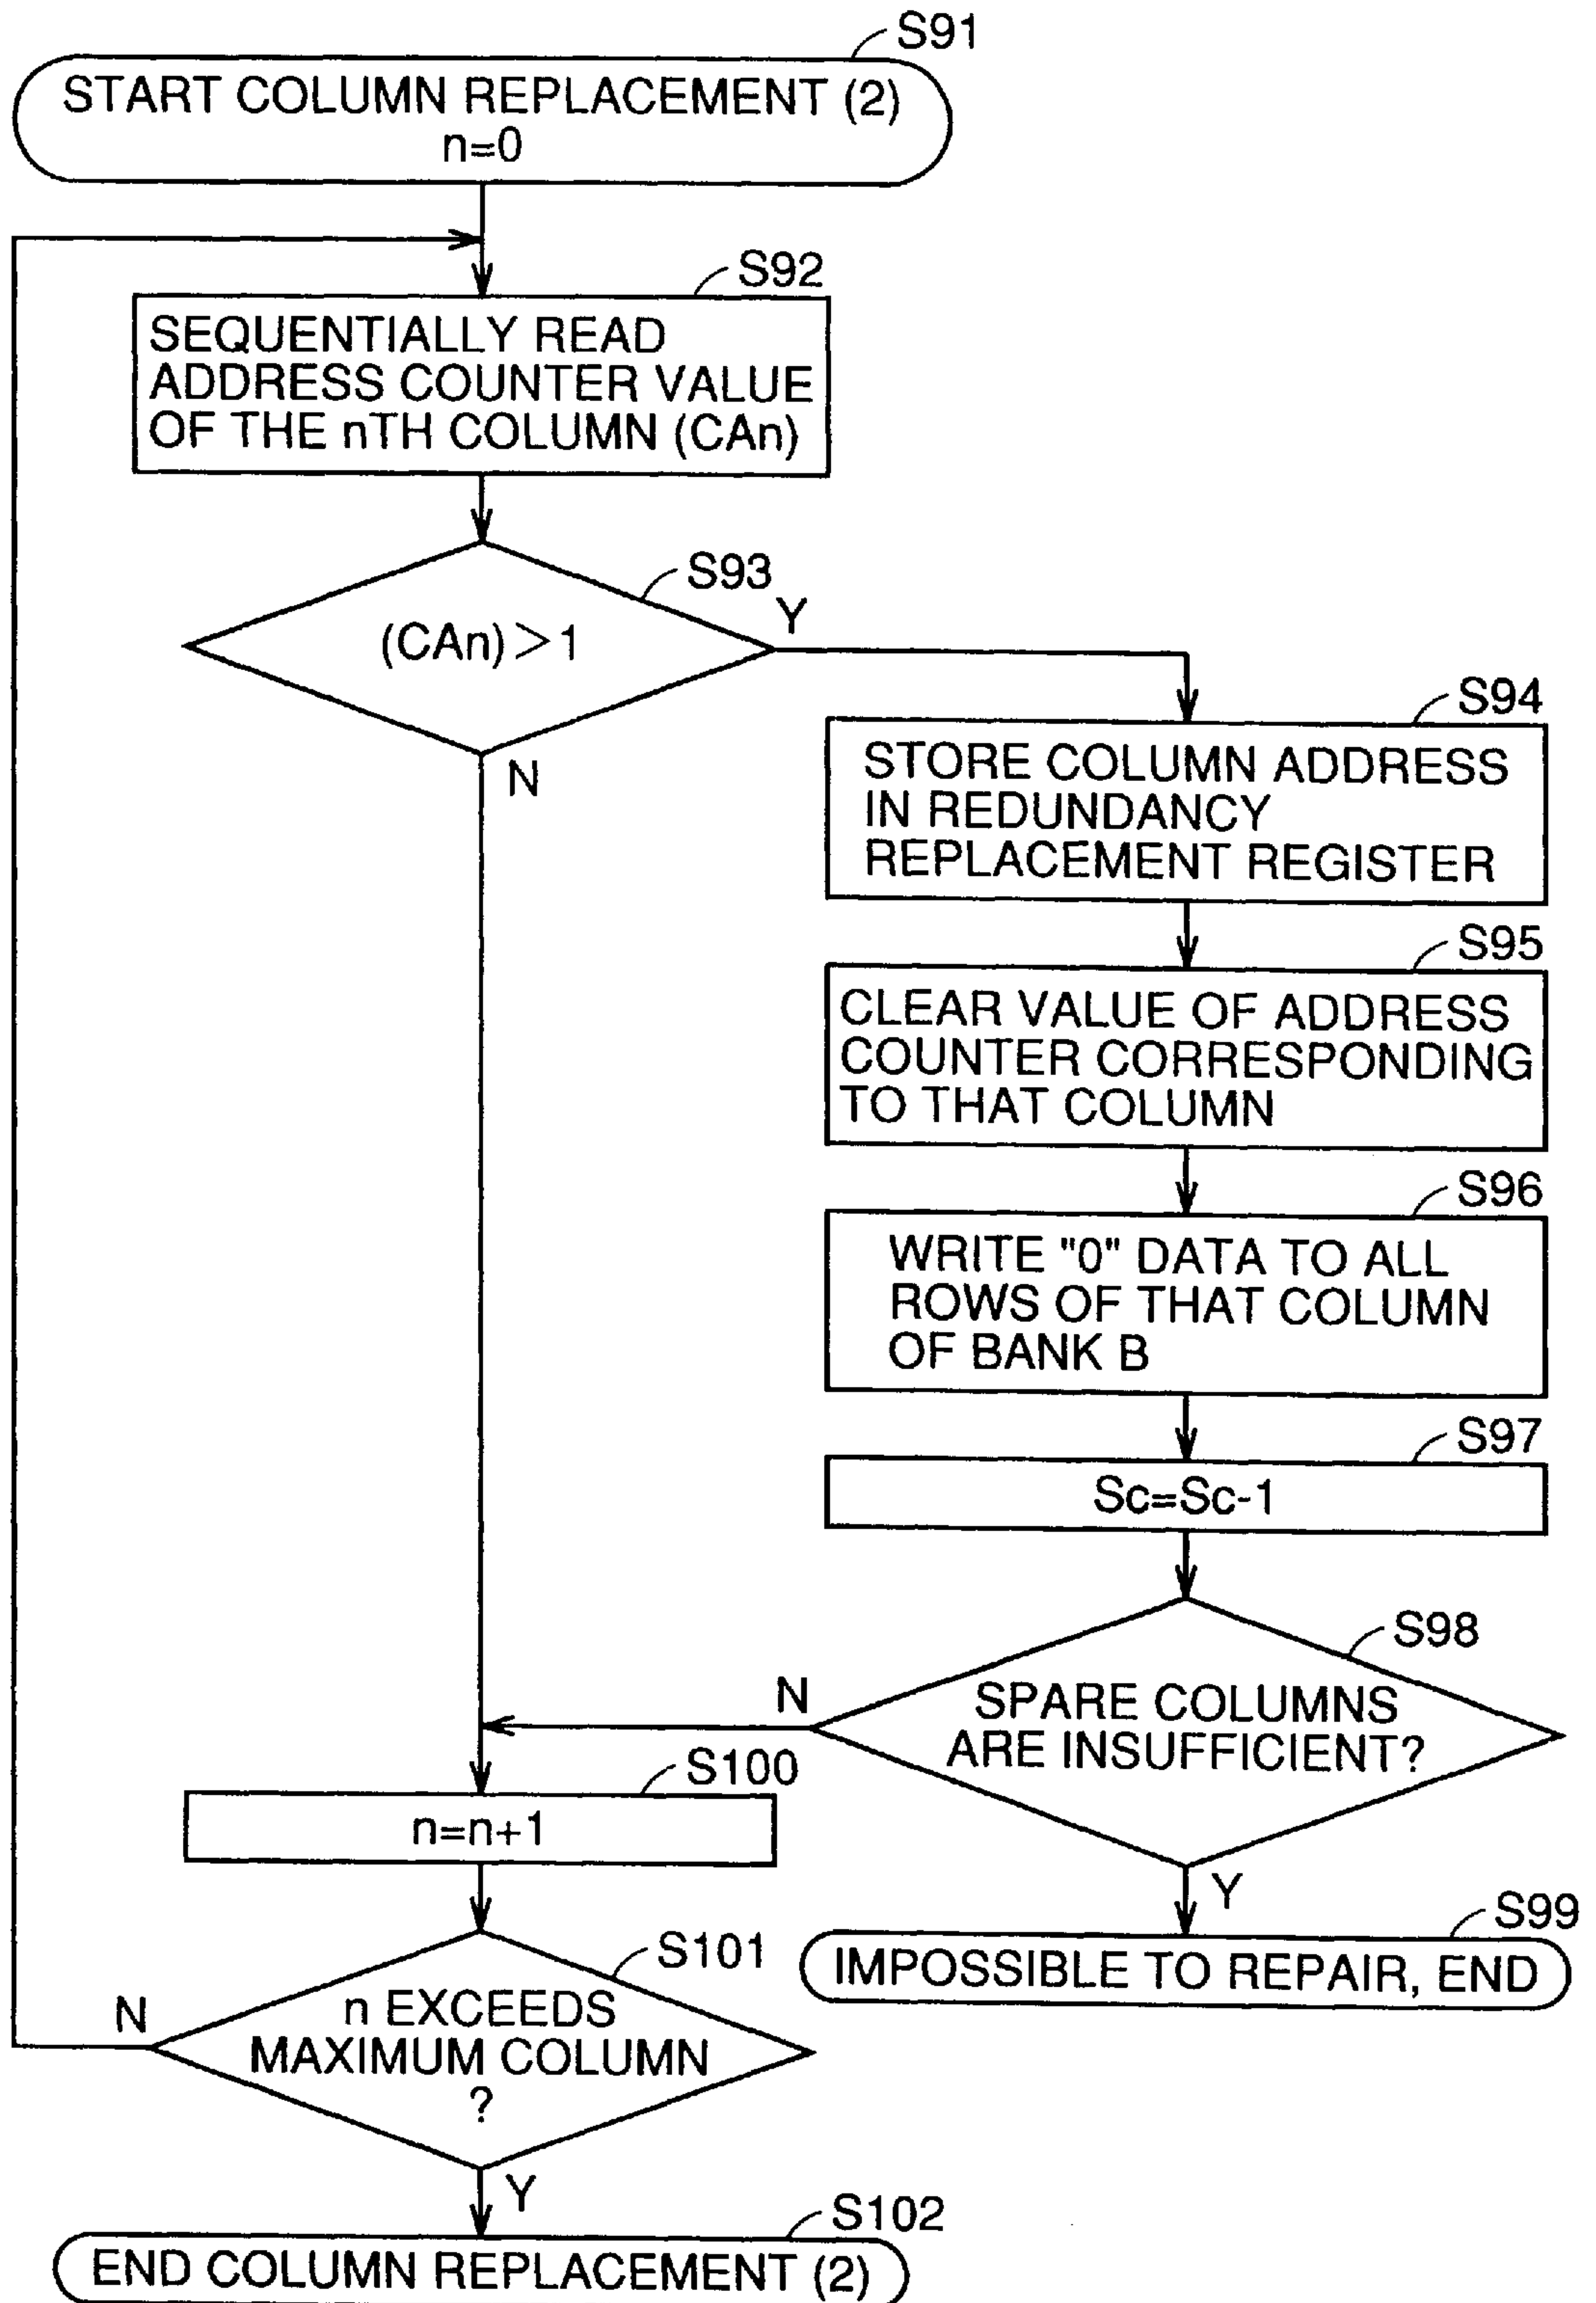 S91
START COLUMN REPLACEMENT (2)
n=0
S92
SEQUENTIALLY READ
ADDRESS COUNTER VALUE
OF THE nTH COLUMN (CAn)
S93
(CAn)>1
Y
N
S94
STORE COLUMN ADDRESS
IN REDUNDANCY
REPLACEMENT REGISTER
S95
CLEAR VALUE OF ADDRESS
COUNTER CORRESPONDING
TO THAT COLUMN
S96
WRITE "0" DATA TO ALL
ROWS OF THAT COLUMN
OF BANK B
S97
Sc=Sc-1
S98
SPARE COLUMNS
ARE INSUFFICIENT?
N
Y
S99
IMPOSSIBLE TO REPAIR, END
S100
n=n+1
S101
n EXCEEDS
MAXIMUM COLUMN
?
N
Y
S102
END COLUMN REPLACEMENT (2)